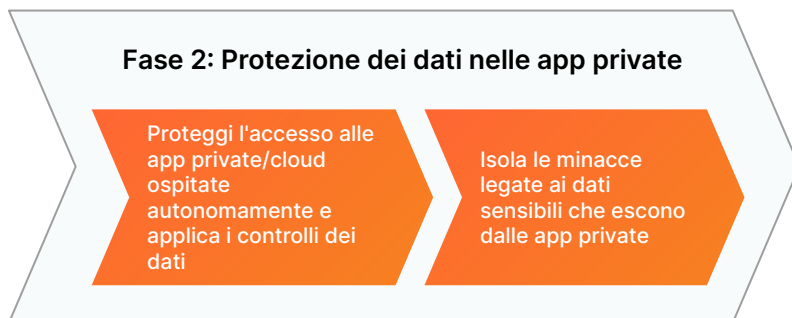 Fase 2: Protezione dei dati nelle app private
Proteggi l'accesso alle
app private/cloud
ospitate
autonomamente e
applica i controlli dei
dati
Isola le minacce
legate ai dati
sensibili che escono
dalle app private